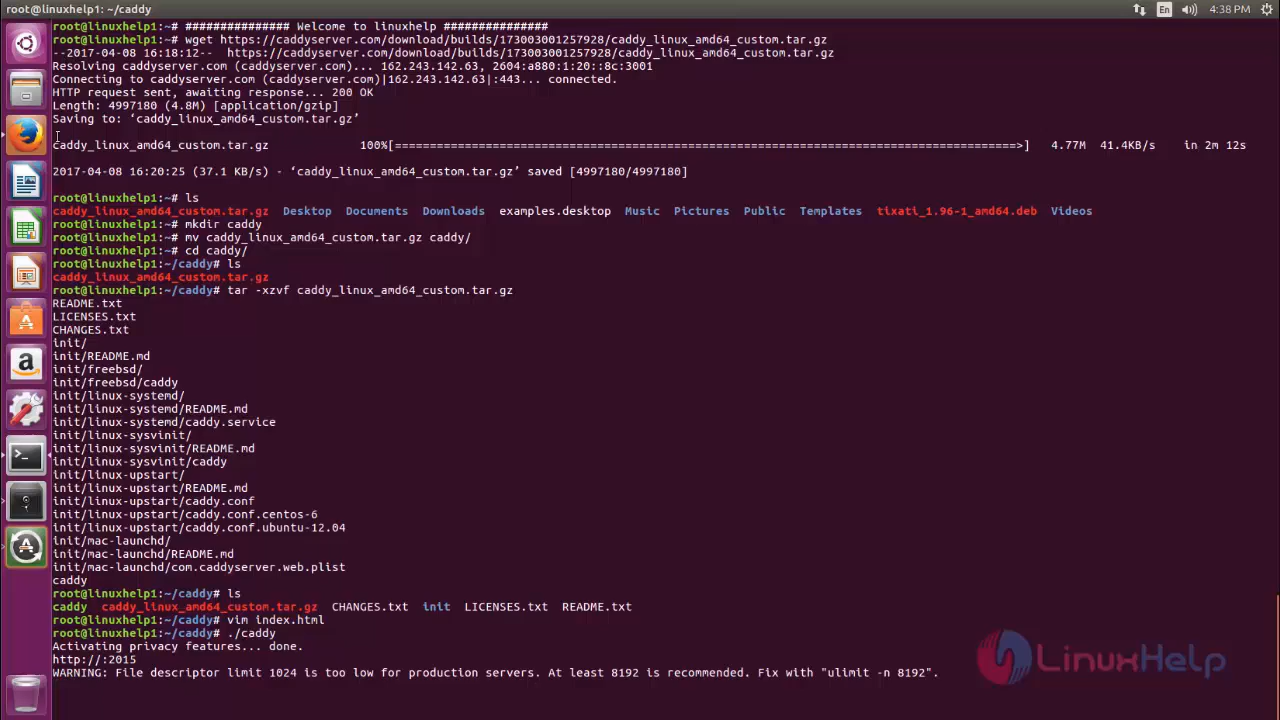 root@linuxhelp1: ~/caddy
En
4:38 PM
root@linuxhelp1:~# ############### Welcome to linuxhelp ###############
root@linuxhelp1:~# wget https://caddyserver.com/download/builds/173003001257928/caddy_linux_amd64_custom.tar.gz
--2017-04-08 16:18:12-- https://caddyserver.com/download/builds/173003001257928/caddy_linux_amd64_custom.tar.gz
Resolving caddyserver.com (caddyserver.com)... 162.243.142.63, 2604:a880:1:20::8c:3001
Connecting to caddyserver.com (caddyserver.com)|162.243.142.63|:443... connected.
HTTP request sent, awaiting response... 200 OK
Length: 4997180 (4.8M) [application/gzip]
Saving to: ‘caddy_linux_amd64_custom.tar.gz’
caddy_linux_amd64_custom.tar.gz 100%[==========================================================================================>] 4.77M 41.4KB/s in 2m 12s
2017-04-08 16:20:25 (37.1 KB/s) - ‘caddy_linux_amd64_custom.tar.gz’ saved [4997180/4997180]
root@linuxhelp1:~# ls
caddy_linux_amd64_custom.tar.gz Desktop Documents Downloads examples.desktop Music Pictures Public Templates tixati_1.96-1_amd64.deb Videos
root@linuxhelp1:~# mkdir caddy
root@linuxhelp1:~# mv caddy_linux_amd64_custom.tar.gz caddy/
root@linuxhelp1:~# cd caddy/
root@linuxhelp1:~/caddy# ls
caddy_linux_amd64_custom.tar.gz
root@linuxhelp1:~/caddy# tar -xzvf caddy_linux_amd64_custom.tar.gz
README.txt
LICENSES.txt
CHANGES.txt
init/
init/README.md
init/freebsd/
init/freebsd/caddy
init/linux-systemd/
init/linux-systemd/README.md
init/linux-systemd/caddy.service
init/linux-sysvinit/
init/linux-sysvinit/README.md
init/linux-sysvinit/caddy
init/linux-upstart/
init/linux-upstart/README.md
init/linux-upstart/caddy.conf
init/linux-upstart/caddy.conf.centos-6
init/linux-upstart/caddy.conf.ubuntu-12.04
init/mac-launchd/
init/mac-launchd/README.md
init/mac-launchd/com.caddyserver.web.plist
caddy
root@linuxhelp1:~/caddy# ls
caddy caddy_linux_amd64_custom.tar.gz CHANGES.txt init LICENSES.txt README.txt
root@linuxhelp1:~/caddy# vim index.html
root@linuxhelp1:~/caddy# ./caddy
Activating privacy features... done.
http://:2015
WARNING: File descriptor limit 1024 is too low for production servers. At least 8192 is recommended. Fix with "ulimit -n 8192".
LinuxHelp